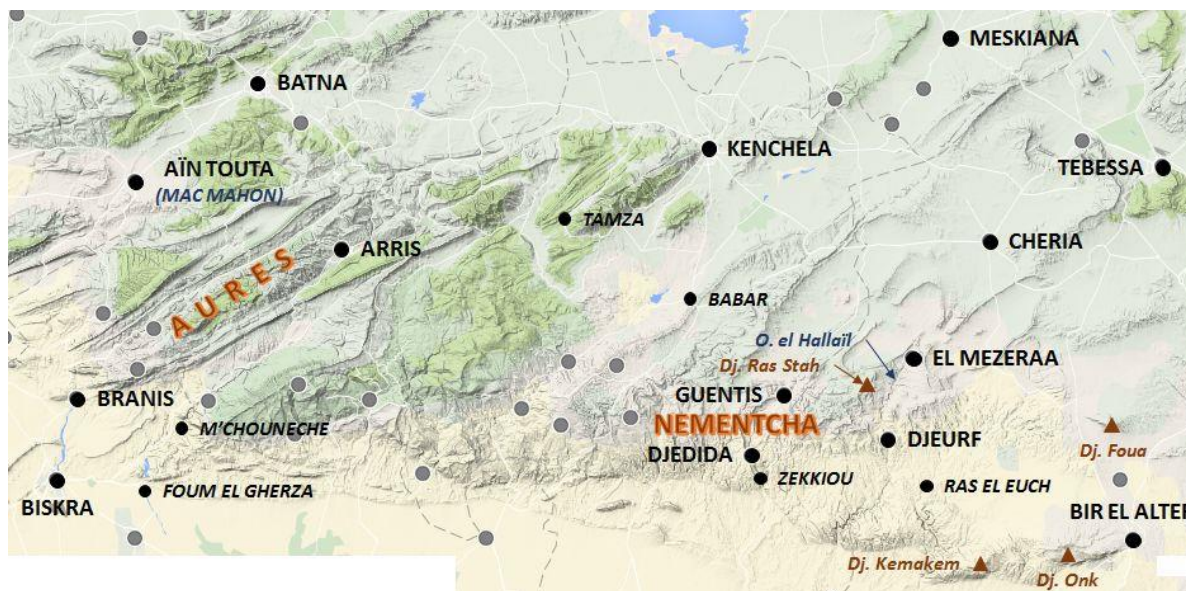 MESKIANA
BATNA
KENCHELA
TEBESSA
AÏN TOUTA
(MAC MAHON)
TAMZA
ARRIS
CHERIA
AURES
BABAR
O. el Hallaïl
Dj. Ras Stah
EL MEZERAA
GUENTIS
BRANIS
NEMENTCHA
M'CHOUNECHE
DJEURF
Dj. Foua
DJEDIDA
ZEKKIOU
RAS EL EUCH
BISKRA
FOUM EL GHERZA
BIR EL ALTER
Dj. Kemakem
Dj. Onk